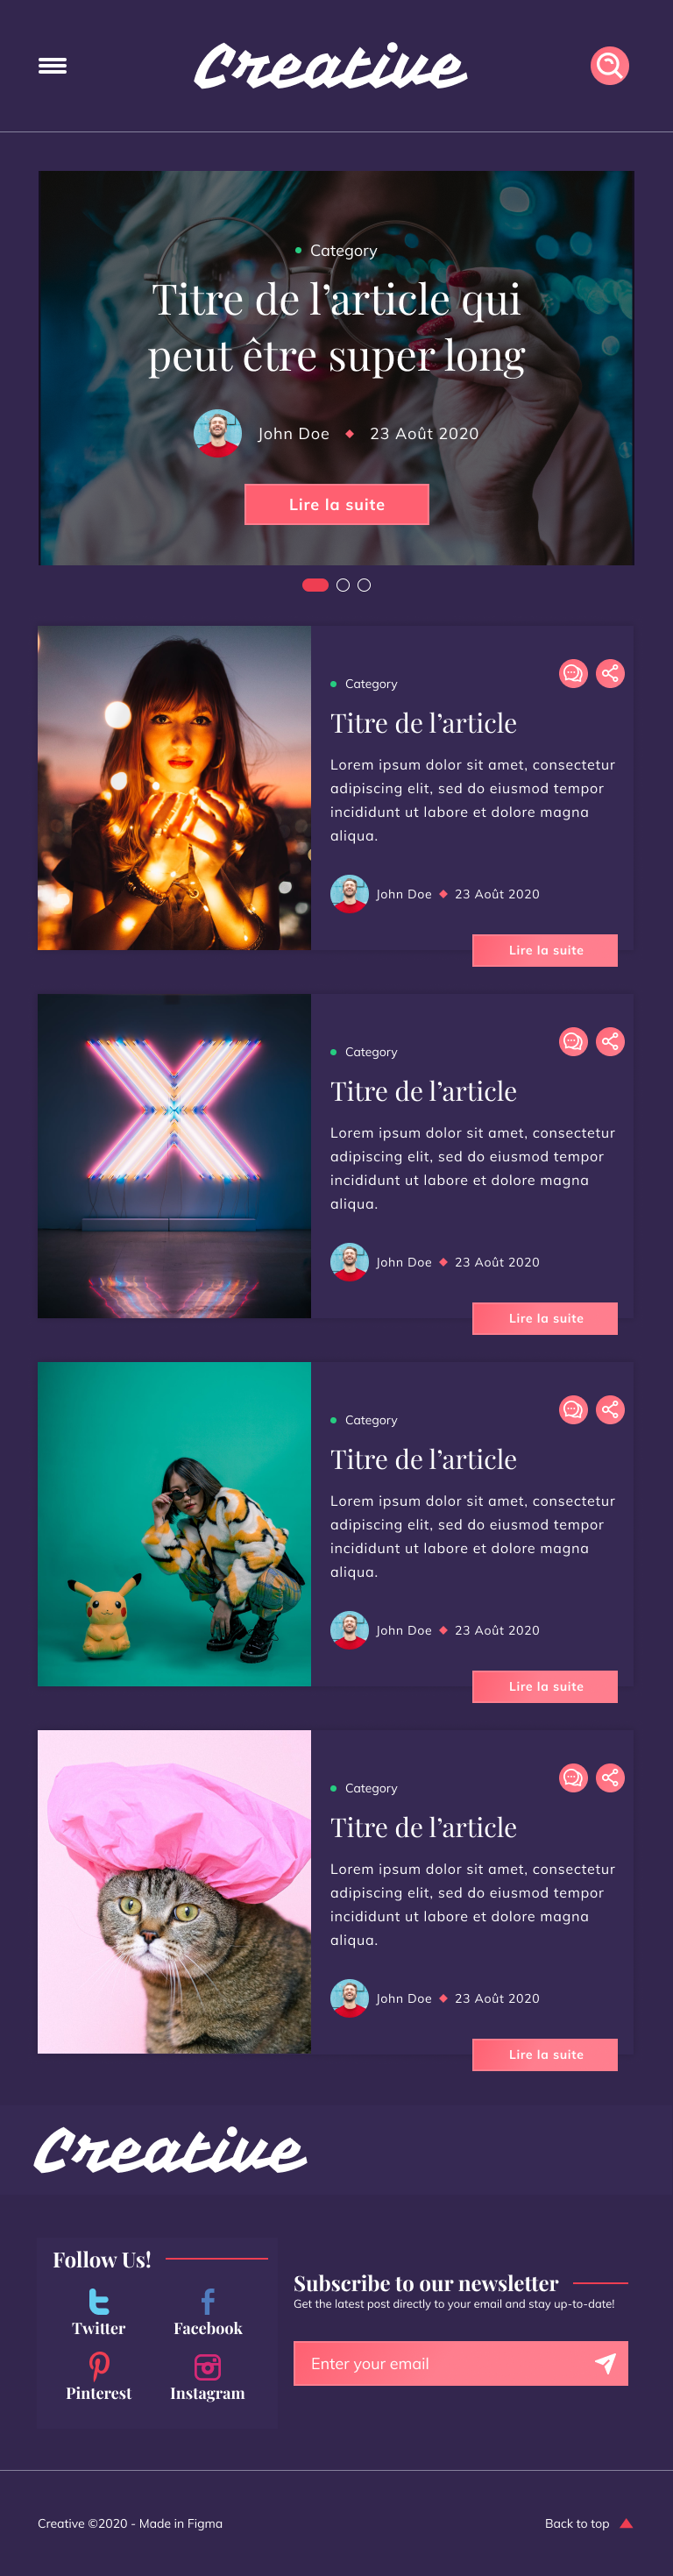 Creative
Category
Titre de l’article qui
peut être super long
John Doe 23 Août 2020
Lire la suite
Category
Titre de l’article
Lorem ipsum dolor sit amet, consectetur
adipiscing elit, sed do eiusmod tempor
incididunt ut labore et dolore magna
aliqua.
John Doe 23 Août 2020
Lire la suite
Category
Titre de l’article
Lorem ipsum dolor sit amet, consectetur
adipiscing elit, sed do eiusmod tempor
incididunt ut labore et dolore magna
aliqua.
John Doe 23 Août 2020
Lire la suite
Category
Titre de l’article
Lorem ipsum dolor sit amet, consectetur
adipiscing elit, sed do eiusmod tempor
incididunt ut labore et dolore magna
aliqua.
John Doe 23 Août 2020
Lire la suite
Category
Titre de l’article
Lorem ipsum dolor sit amet, consectetur
adipiscing elit, sed do eiusmod tempor
incididunt ut labore et dolore magna
aliqua.
John Doe 23 Août 2020
Lire la suite
Creative
Follow Us!
Twitter
Facebook
Pinterest
Instagram
Subscribe to our newsletter
Get the latest post directly to your email and stay up-to-date!
Enter your email
Creative ©2020 - Made in Figma
Back to top